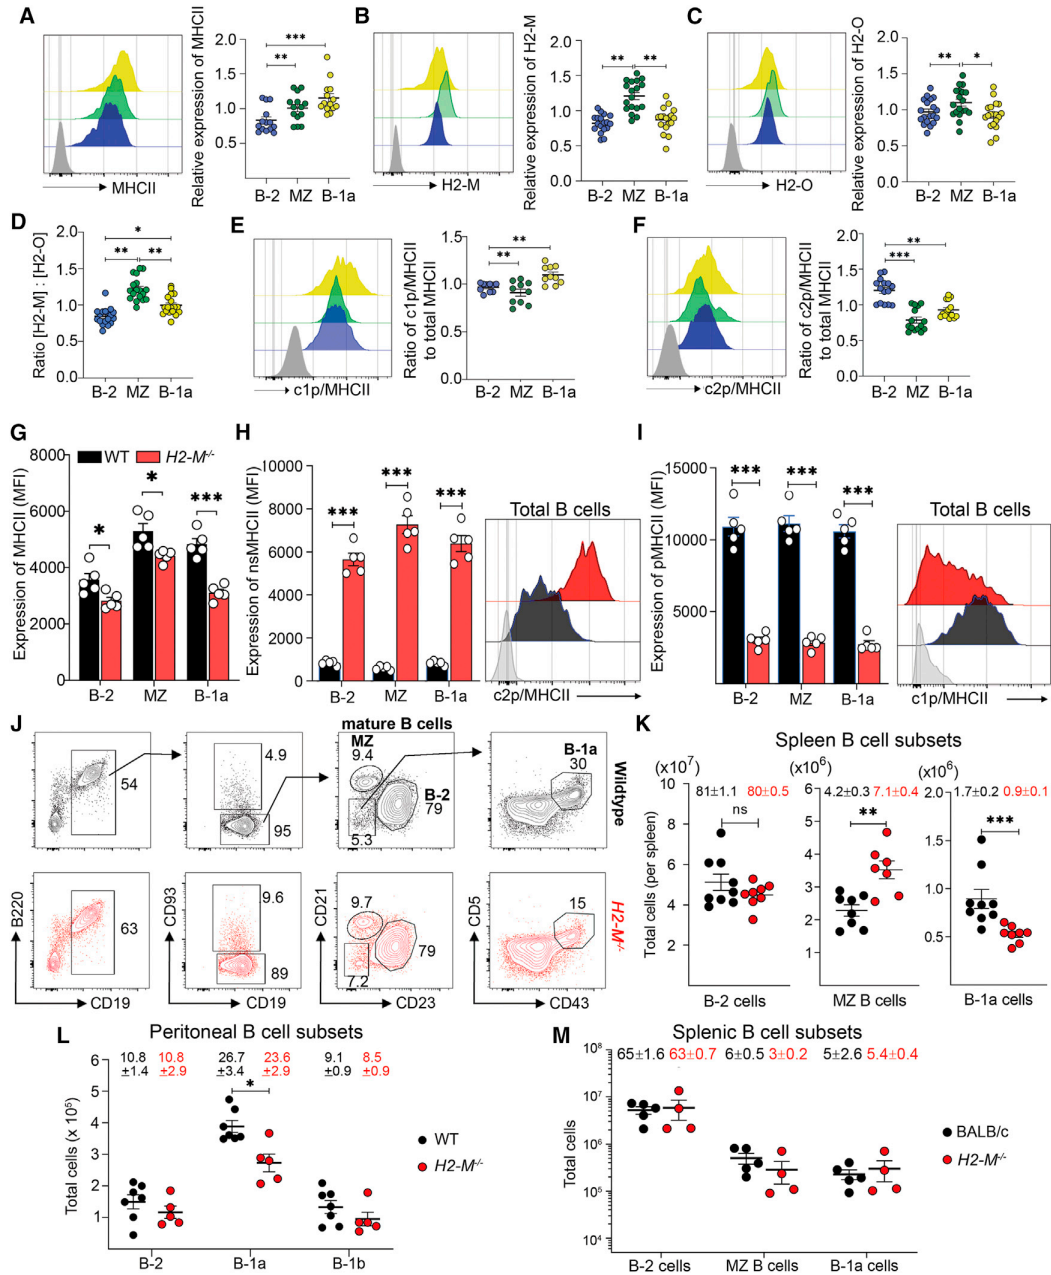 A
Relative expression of MHCII
2.0
1.5
1.0
0.5
***
**
MHCII
B-2 MZ B-1a
B
Relative expression of H2-M
2.0
1.5
1.0
0.5
0.0
** **
H2-M
B-2 MZ B-1a
C
Relative expression of H2-O
2.0
1.5
1.0
0.5
0.0
** *
H2-O
B-2 MZ B-1a
D
Ratio [H2-M] : [H2-O]
2.0
1.5
1.0
0.5
0.0
*
** **
B-2 MZ B-1a
E
c1p/MHCII
Ratio of c1p/MHCII
to total MHCII
1.5
1.0
0.5
0.0
**
**
B-2 MZ B-1a
F
c2p/MHCII
Ratio of c2p/MHCII
to total MHCII
2.0
1.5
1.0
0.5
0.0
**
***
B-2 MZ B-1a
G
WT H2-M-/-
Expression of MHCII (MFI)
8000
6000
4000
2000
0
* * ***
B-2 MZ B-1a
H
Expression of nsMHCII (MFI)
10000
8000
6000
4000
2000
0
*** *** ***
B-2 MZ B-1a
Total B cells
c2p/MHCII
I
Expression of pMHCII (MFI)
15000
10000
5000
*** *** ***
B-2 MZ B-1a
Total B cells
c1p/MHCII
J
mature B cells
54
4.9
95
MZ
9.4
B-2
79
5.3
B-1a
30
Wildtype
63
9.6
89
9.7
79
7.2
15
H2-M-/-
B220
CD19
CD93
CD19
CD21
CD23
CD5
CD43
K
Spleen B cell subsets
(x10⁷)
(x10⁶)
(x10⁶)
81±1.1 80±0.5
4.2±0.3 7.1±0.4
1.7±0.2 0.9±0.1
ns
**
***
Total cells (per spleen)
10
8
6
4
2
6
5
4
3
2
1
2.0
1.5
1.0
0.5
B-2 cells
MZ B cells
B-1a cells
L
Peritoneal B cell subsets
10.8 10.8 26.7 23.6 9.1 8.5
±1.4 ±2.9 ±3.4 ±2.9 ±0.9 ±0.9
*
Total cells (x 10⁵)
6
5
4
3
2
1
B-2 B-1a B-1b
WT
H2-M-/-
M
Splenic B cell subsets
65±1.6 63±0.7 6±0.5 3±0.2 5±2.6 5.4±0.4
Total cells
10⁸
10⁷
10⁶
10⁵
10⁴
B-2 cells MZ B cells B-1a cells
BALB/c
H2-M-/-